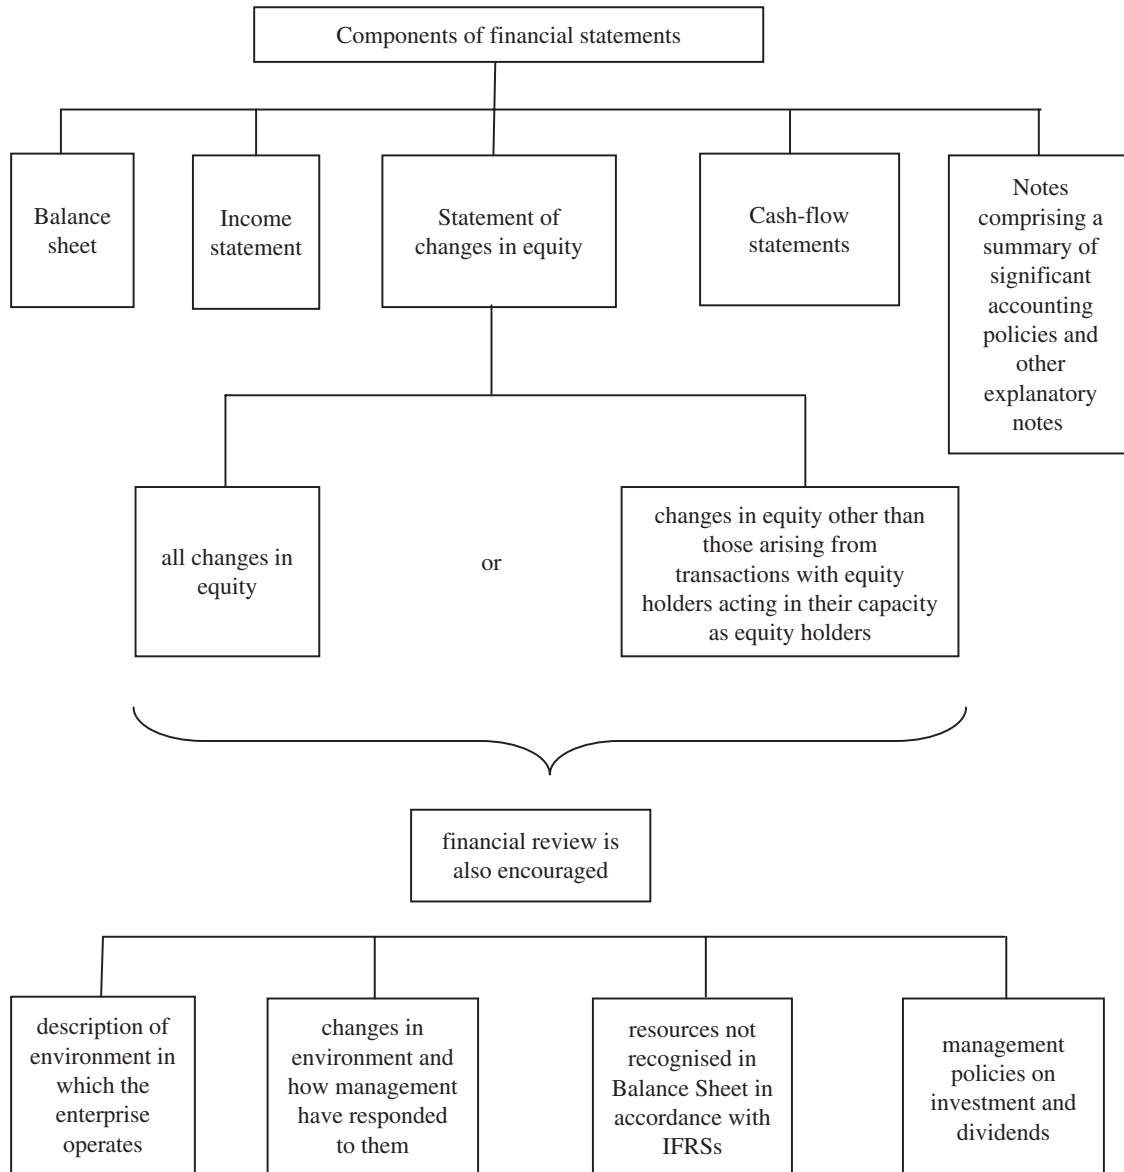 Components of financial statements
Balance
sheet
Income
statement
Statement of
changes in equity
Cash-flow
statements
Notes
comprising a
summary of
significant
accounting
policies and
other
explanatory
notes
all changes in
equity
or
changes in equity other than
those arising from
transactions with equity
holders acting in their capacity
as equity holders
financial review is
also encouraged
description of
environment in
which the
enterprise
operates
changes in
environment and
how management
have responded
to them
resources not
recognised in
Balance Sheet in
accordance with
IFRSs
management
policies on
investment and
dividends